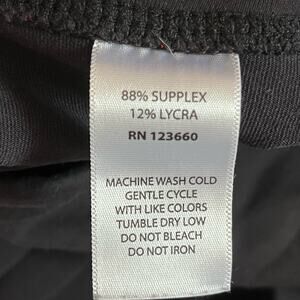 88% SUPPLEX
12% LYCRA
RN 123660
MACHINE WASH COLD
GENTLE CYCLE
WITH LIKE COLORS
TUMBLE DRY LOW
DO NOT BLEACH
DO NOT IRON